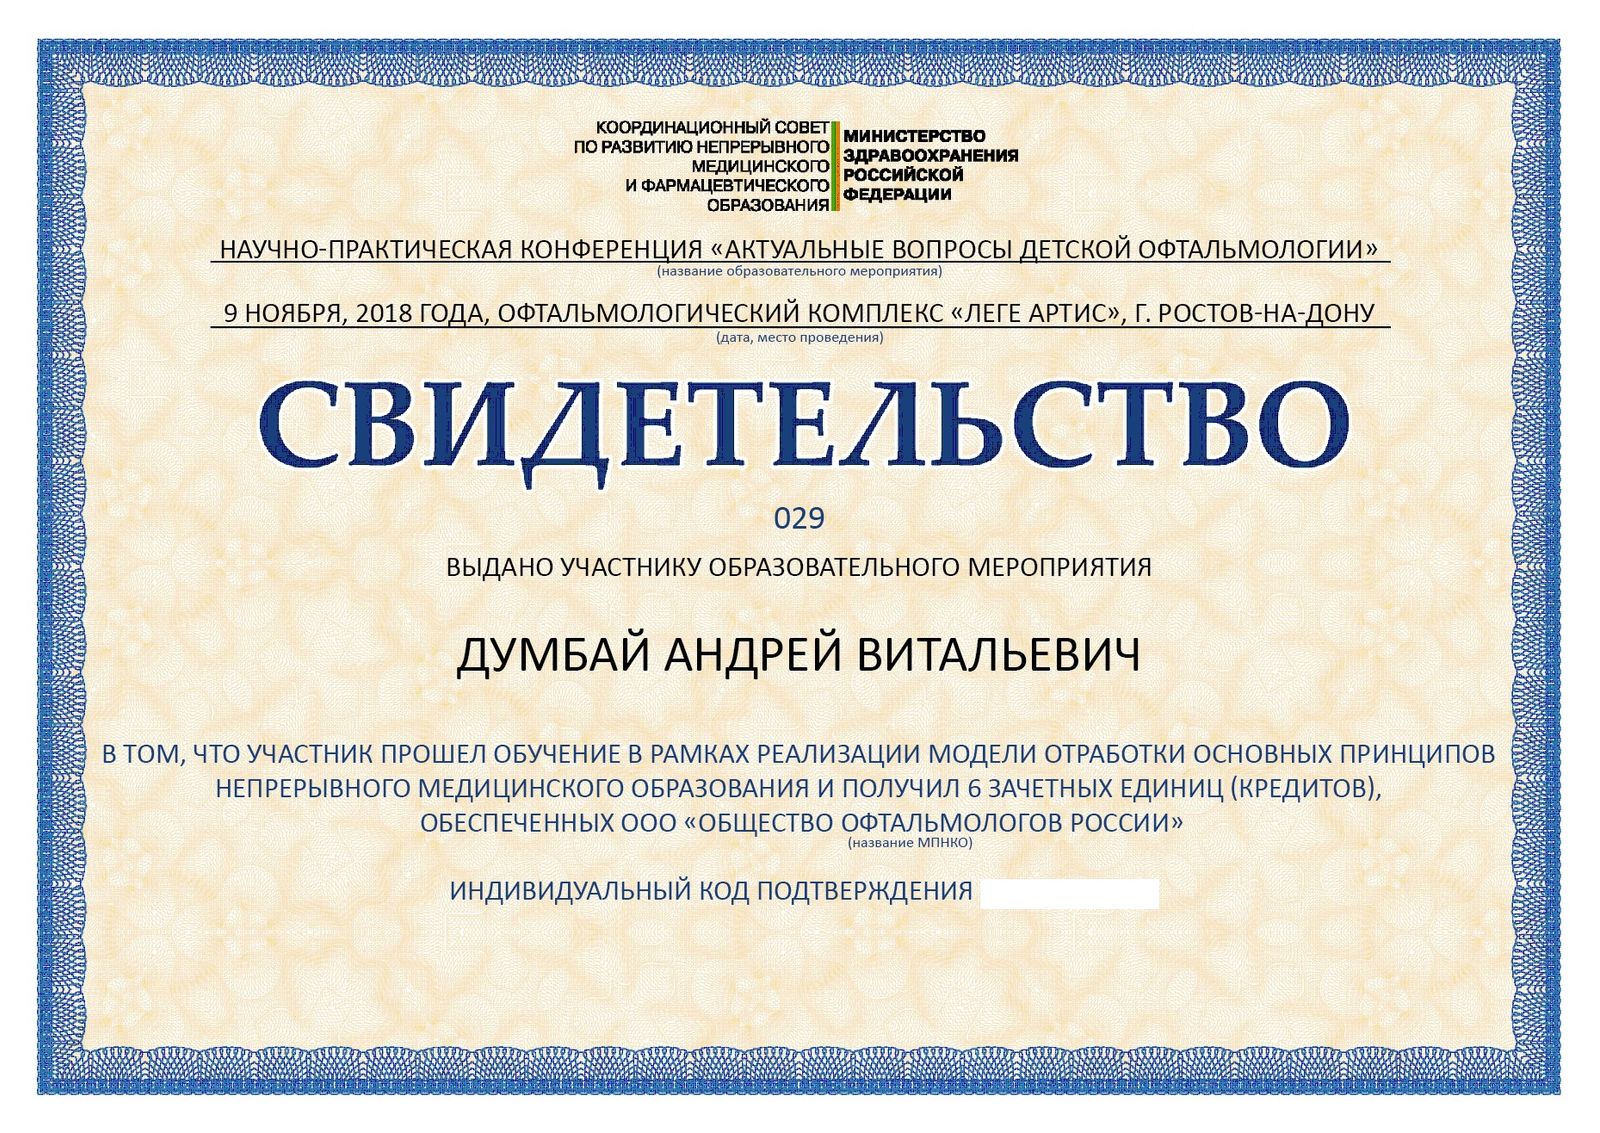 КООРДИНАЦИОННЫЙ СОВЕТ
ПО РАЗВИТИЮ НЕПРЕРЫВНОГО
МЕДИЦИНСКОГО
И ФАРМАЦЕВТИЧЕСКОГО
ОБРАЗОВАНИЯ
МИНИСТЕРСТВО
ЗДРАВООХРАНЕНИЯ
РОССИЙСКОЙ
ФЕДЕРАЦИИ
НАУЧНО-ПРАКТИЧЕСКАЯ КОНФЕРЕНЦИЯ «АКТУАЛЬНЫЕ ВОПРОСЫ ДЕТСКОЙ ОФТАЛЬМОЛОГИИ»
(название образовательного мероприятия)
9 НОЯБРЯ, 2018 ГОДА, ОФТАЛЬМОЛОГИЧЕСКИЙ КОМПЛЕКС «ЛЕГЕ АРТИС», Г. РОСТОВ-НА-ДОНУ
(дата, место проведения)
СВИДЕТЕЛЬСТВО
029
ВЫДАНО УЧАСТНИКУ ОБРАЗОВАТЕЛЬНОГО МЕРОПРИЯТИЯ
ДУМБАЙ АНДРЕЙ ВИТАЛЬЕВИЧ
В ТОМ, ЧТО УЧАСТНИК ПРОШЕЛ ОБУЧЕНИЕ В РАМКАХ РЕАЛИЗАЦИИ МОДЕЛИ ОТРАБОТКИ ОСНОВНЫХ ПРИНЦИПОВ
НЕПРЕРЫВНОГО МЕДИЦИНСКОГО ОБРАЗОВАНИЯ И ПОЛУЧИЛ 6 ЗАЧЕТНЫХ ЕДИНИЦ (КРЕДИТОВ),
ОБЕСПЕЧЕННЫХ ООО «ОБЩЕСТВО ОФТАЛЬМОЛОГОВ РОССИИ»
(название МПНКО)
ИНДИВИДУАЛЬНЫЙ КОД ПОДТВЕРЖДЕНИЯ